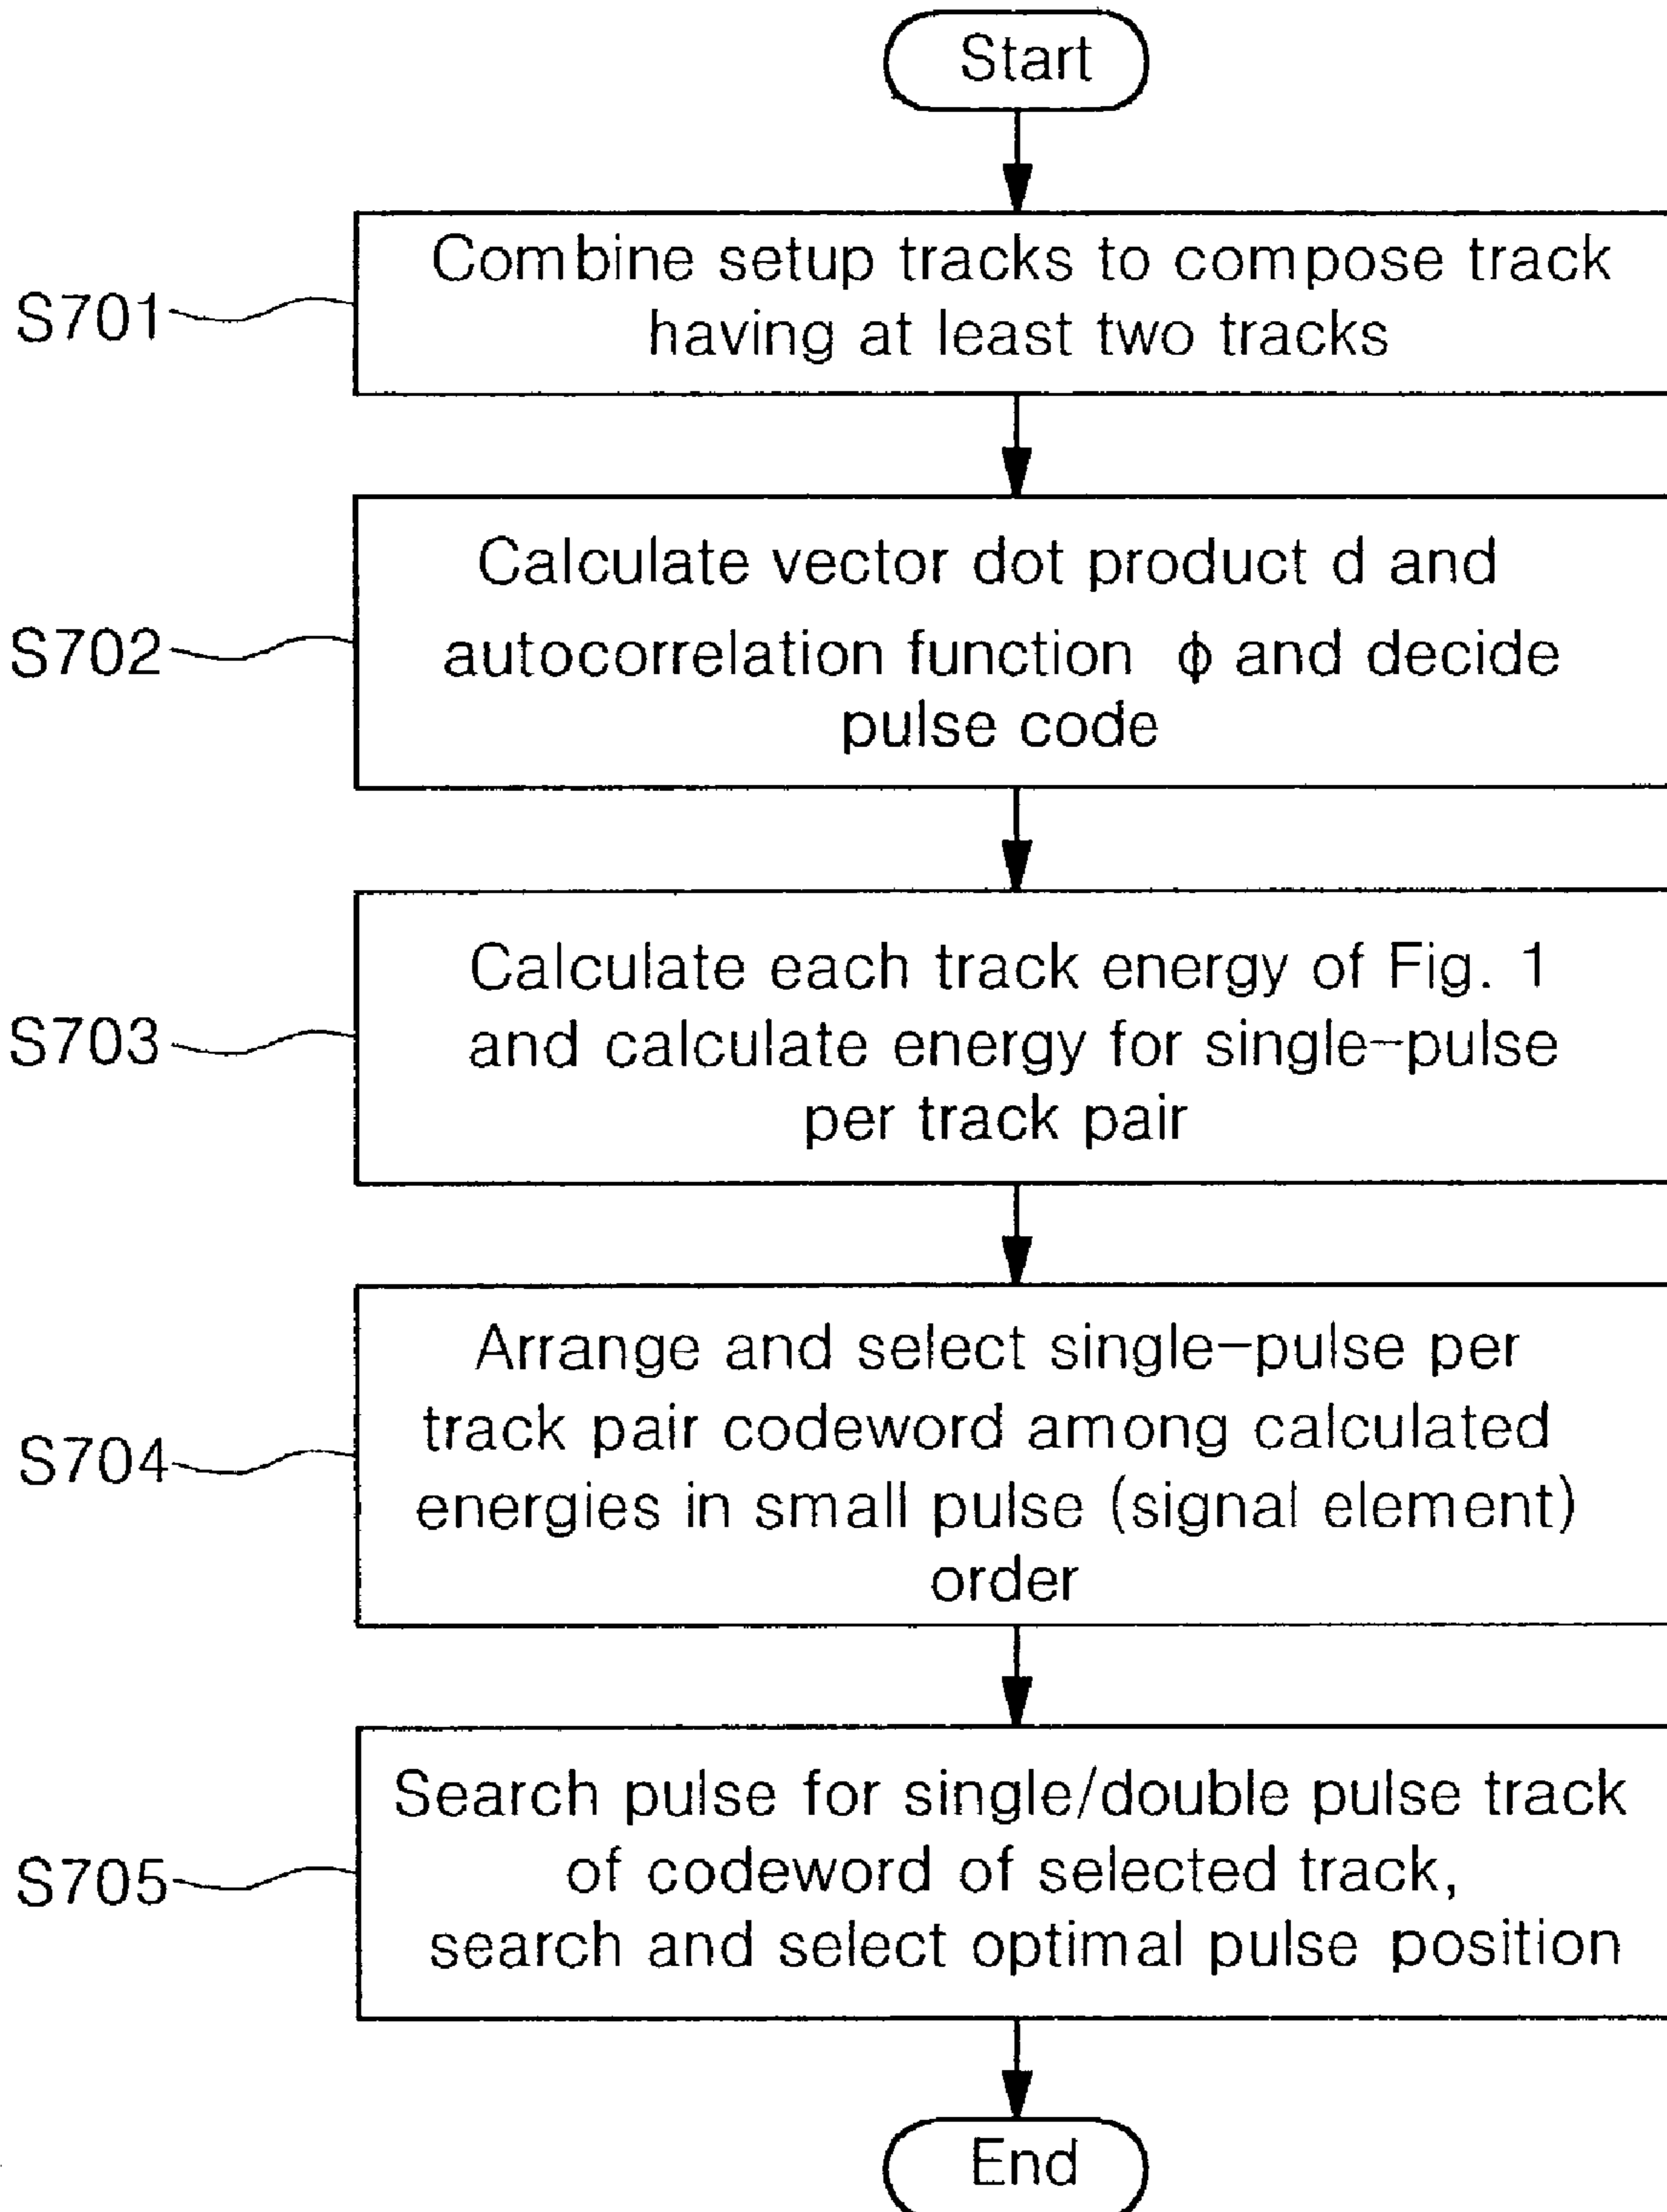 Start
S701
Combine setup tracks to compose track
having at least two tracks
S702
Calculate vector dot product d and
autocorrelation function ϕ and decide
pulse code
S703
Calculate each track energy of Fig. 1
and calculate energy for single-pulse
per track pair
S704
Arrange and select single-pulse per
track pair codeword among calculated
energies in small pulse (signal element)
order
S705
Search pulse for single/double pulse track
of codeword of selected track,
search and select optimal pulse position
End